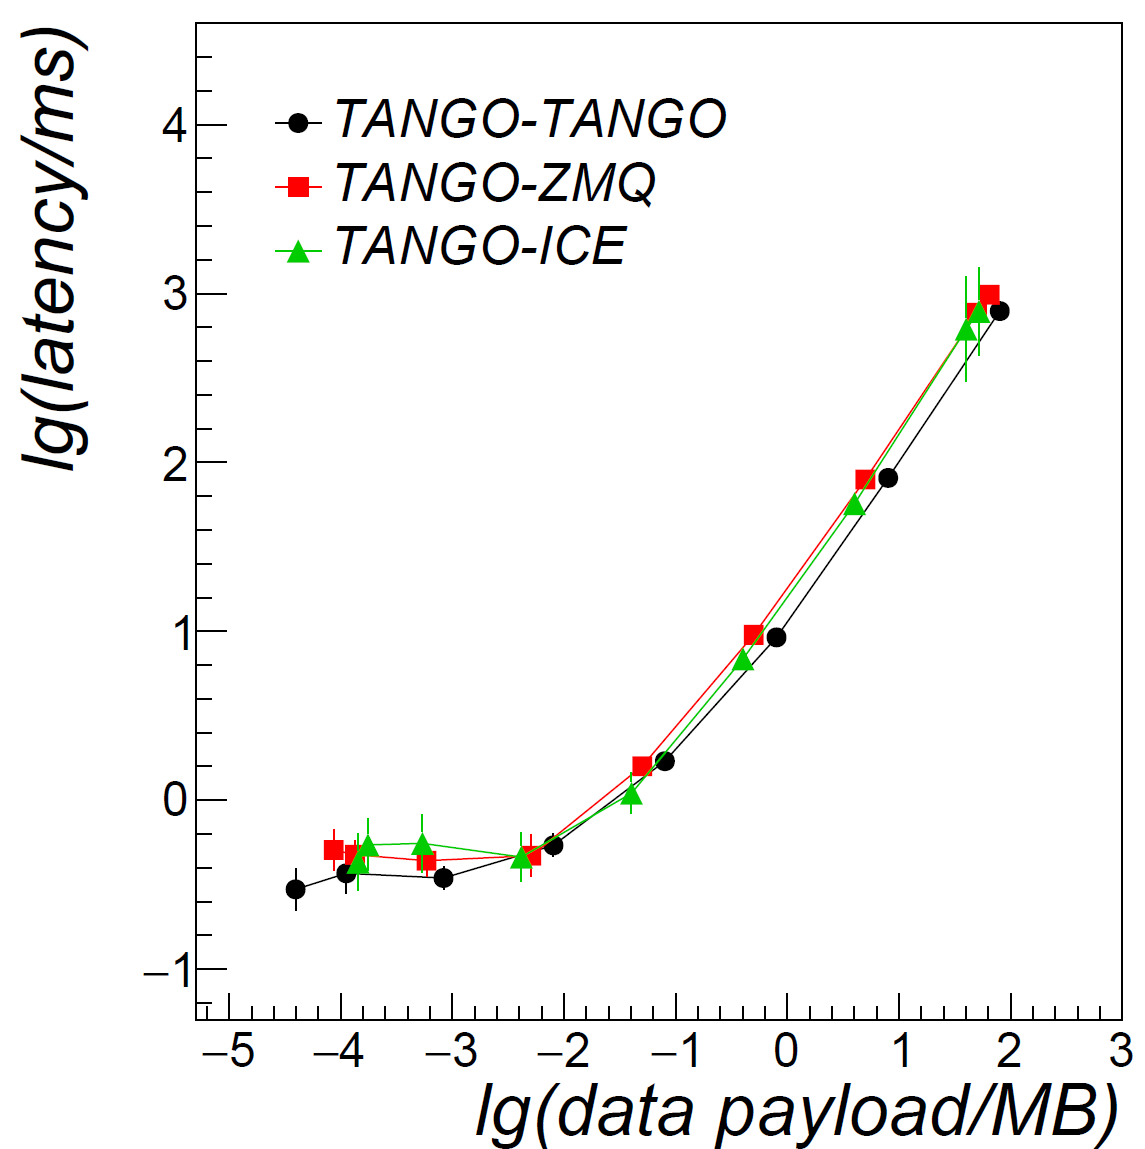 lg(latency/ms)
TANGO-TANGO
TANGO-ZMQ
TANGO-ICE
4
3
2
1
0
−1
−5 −4 −3 −2 −1 0 1 2 3
lg(data payload/MB)